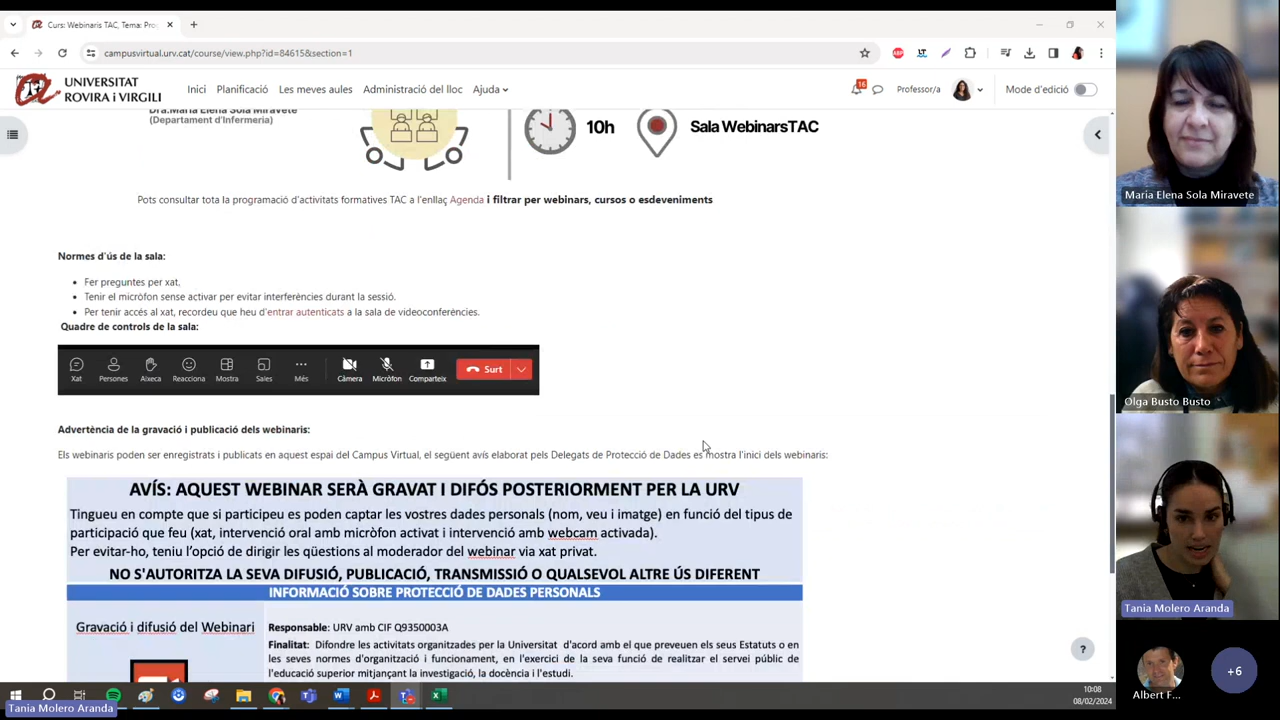 Curs: Webinaris TAC, Tema: Pro
campusvirtual.urv.cat/course/view.php?id=84615&section=1
UNIVERSITAT
ROVIRA i VIRGILI
Inici Planificació Les meves aules Administració del lloc Ajuda
16
Professor/a
Mode d'edició
Dra.Maria Elena Sola Miravete
(Departament d'Infermeria)
10h
Sala WebinarsTAC
Pots consultar tota la programació d'activitats formatives TAC a l'enllaç Agenda i filtrar per webinars, cursos o esdeveniments
Normes d'ús de la sala:
Fer preguntes per xat,
Tenir el micròfon sense activar per evitar interferències durant la sessió.
Per tenir accés al xat, recordeu que heu d'entrar autenticats a la sala de videoconferències.
Quadre de controls de la sala:
Xat Persones Aixeca Reacciona Mostra Sales Més Càmera Micròfon Comparteix Surt
Advertència de la gravació i publicació dels webinaris:
Els webinaris poden ser enregistrats i publicats en aquest espai del Campus Virtual, el següent avís elaborat pels Delegats de Protecció de Dades es mostra l'inici dels webinaris:
AVÍS: AQUEST WEBINAR SERÀ GRAVAT I DIFÓS POSTERIORMENT PER LA URV
Tingueu en compte que si participeu es poden captar les vostres dades personals (nom, veu i imatge) en funció del tipus de
participació que feu (xat, intervenció oral amb micròfon activat i intervenció amb webcam activada).
Per evitar-ho, teniu l'opció de dirigir les qüestions al moderador del webinar via xat privat.
NO S'AUTORITZA LA SEVA DIFUSIÓ, PUBLICACIÓ, TRANSMISSIÓ O QUALSEVOL ALTRE ÚS DIFERENT
INFORMACIÓ SOBRE PROTECCIÓ DE DADES PERSONALS
Gravació i difusió del Webinari
Responsable: URV amb CIF Q9350003A
Finalitat: Difondre les activitats organitzades per la Universitat d'acord amb el que preveuen els seus Estatuts o en
les seves normes d'organització i funcionament, en l'exercici de la seva funció de realitzar el servei públic de
l'educació superior mitjançant la investigació, la docència i l'estudi.
?
10:08
08/02/2024
Tania Molero Aranda
Maria Elena Sola Miravete
Olga Busto Busto
Tania Molero Aranda
Albert F...
+6